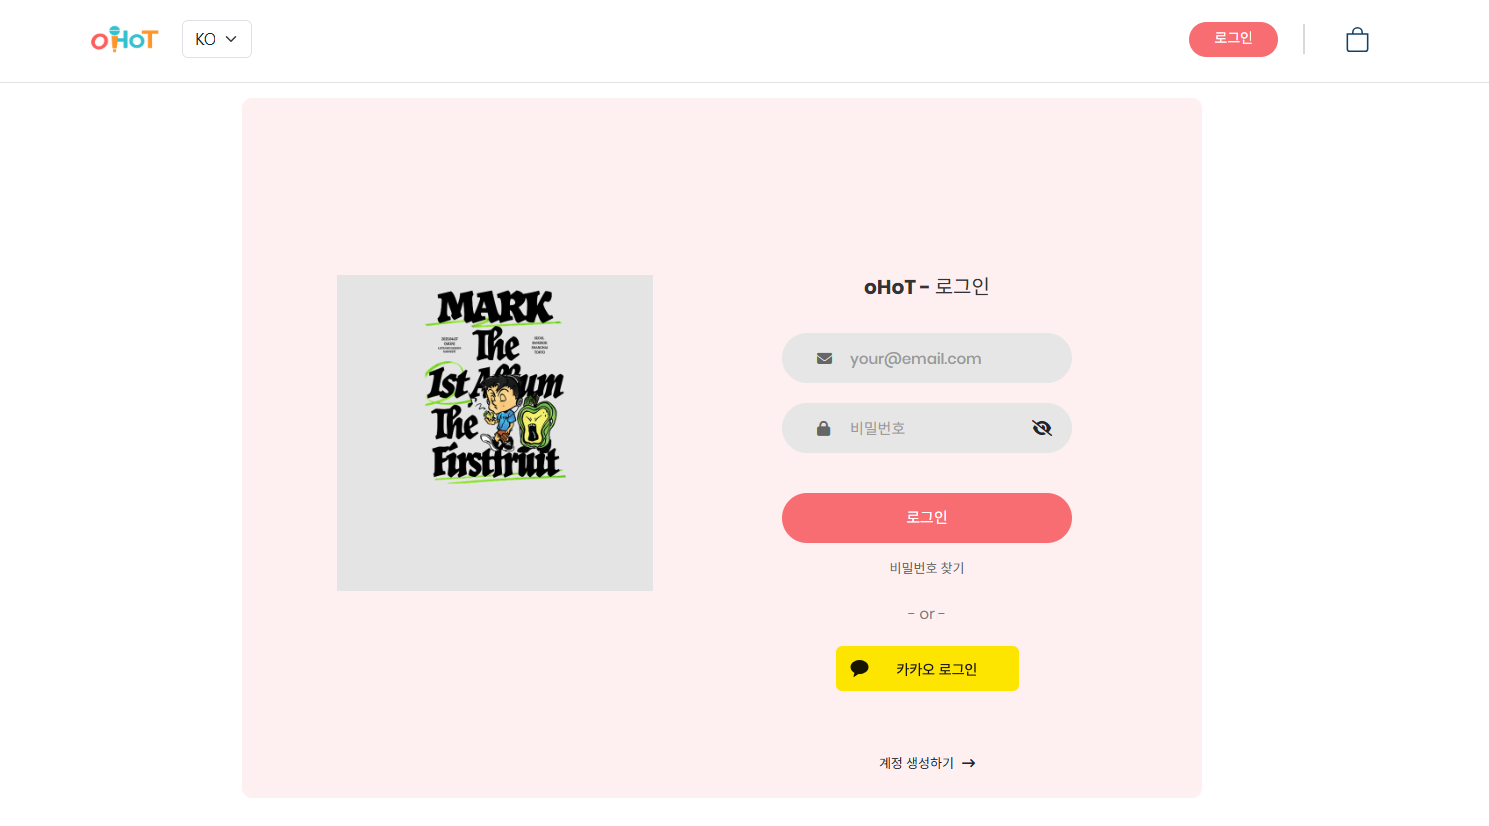 oHoT
KO
로그인
MARK
The
1st Album
The
Firstfruit
oHoT - 로그인
your@email.com
비밀번호
로그인
비밀번호 찾기
- or -
카카오 로그인
계정 생성하기 →